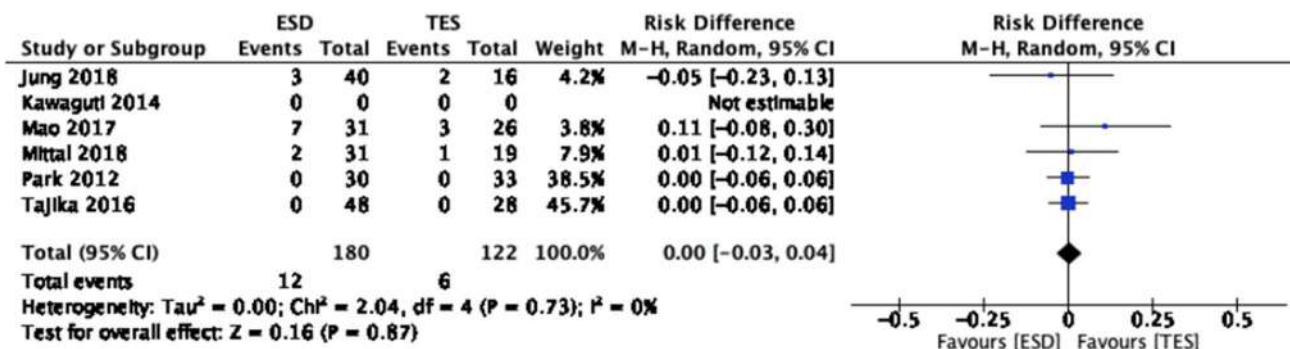 ESD TES Risk Difference Risk Difference
Study or Subgroup Events Total Events Total Weight M-H, Random, 95% CI M-H, Random, 95% CI
Jung 2018 3 40 2 16 4.2% -0.05 [-0.23, 0.13]
Kawaguti 2014 0 0 0 0 Not estimable
Mao 2017 7 31 3 26 3.8% 0.11 [-0.08, 0.30]
Mittal 2018 2 31 1 19 7.9% 0.01 [-0.12, 0.14]
Park 2012 0 30 0 33 38.5% 0.00 [-0.06, 0.06]
Tajika 2016 0 48 0 28 45.7% 0.00 [-0.06, 0.06]
Total (95% CI) 180 122 100.0% 0.00 [-0.03, 0.04]
Total events 12 6
Heterogeneity: Tau² = 0.00; Chi² = 2.04, df = 4 (P = 0.73); I² = 0%
Test for overall effect: Z = 0.16 (P = 0.87)
-0.5 -0.25 0 0.25 0.5
Favours [ESD] Favours [TES]